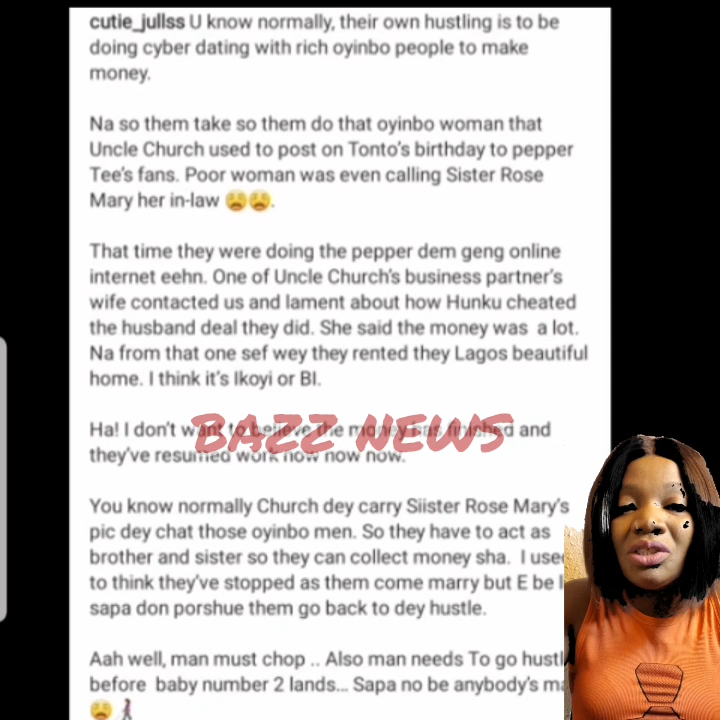 cutie_jullss U know normally, their own hustling is to be
doing cyber dating with rich oyinbo people to make
money.
Na so them take so them do that oyinbo woman that
Uncle Church used to post on Tonto's birthday to pepper
Tee's fans. Poor woman was even calling Sister Rose
Mary her in-law 😩😩.
That time they were doing the pepper dem geng online
internet eehn. One of Uncle Church's business partner's
wife contacted us and lament about how Hunku cheated
the husband deal they did. She said the money was a lot.
Na from that one sef wey they rented they Lagos beautiful
home. I think it's Ikoyi or BI.
BAZZ NEWS
Ha! I don't want to believe the money has finished and
they've resumed work now now now.
You know normally Church dey carry Siister Rose Mary's
pic dey chat those oyinbo men. So they have to act as
brother and sister so they can collect money sha. I used
to think they've stopped as them come marry but E be l
sapa don porshue them go back to dey hustle.
Aah well, man must chop .. Also man needs To go hustl
before baby number 2 lands... Sapa no be anybody's ma
😩🚶